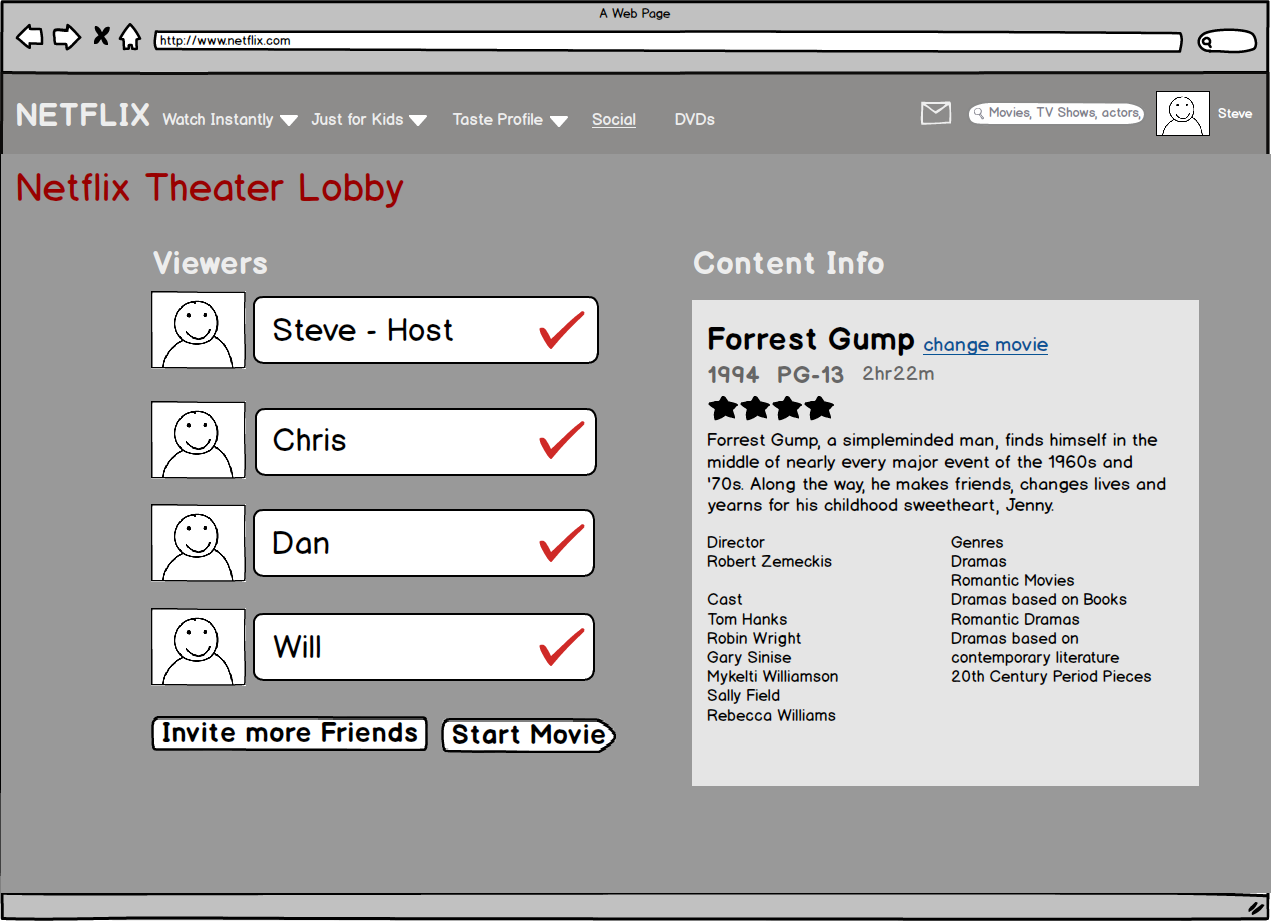 A Web Page
http://www.netflix.com
NETFLIX Watch Instantly Just for Kids Taste Profile Social DVDs Movies, TV Shows, actors, Steve
Netflix Theater Lobby
Viewers
Steve - Host
Chris
Dan
Will
Invite more Friends Start Movie
Content Info
Forrest Gump change movie
1994 PG-13 2hr22m
Forrest Gump, a simpleminded man, finds himself in the
middle of nearly every major event of the 1960s and
'70s. Along the way, he makes friends, changes lives and
yearns for his childhood sweetheart, Jenny.
Director
Robert Zemeckis
Cast
Tom Hanks
Robin Wright
Gary Sinise
Mykelti Williamson
Sally Field
Rebecca Williams
Genres
Dramas
Romantic Movies
Dramas based on Books
Romantic Dramas
Dramas based on
contemporary literature
20th Century Period Pieces